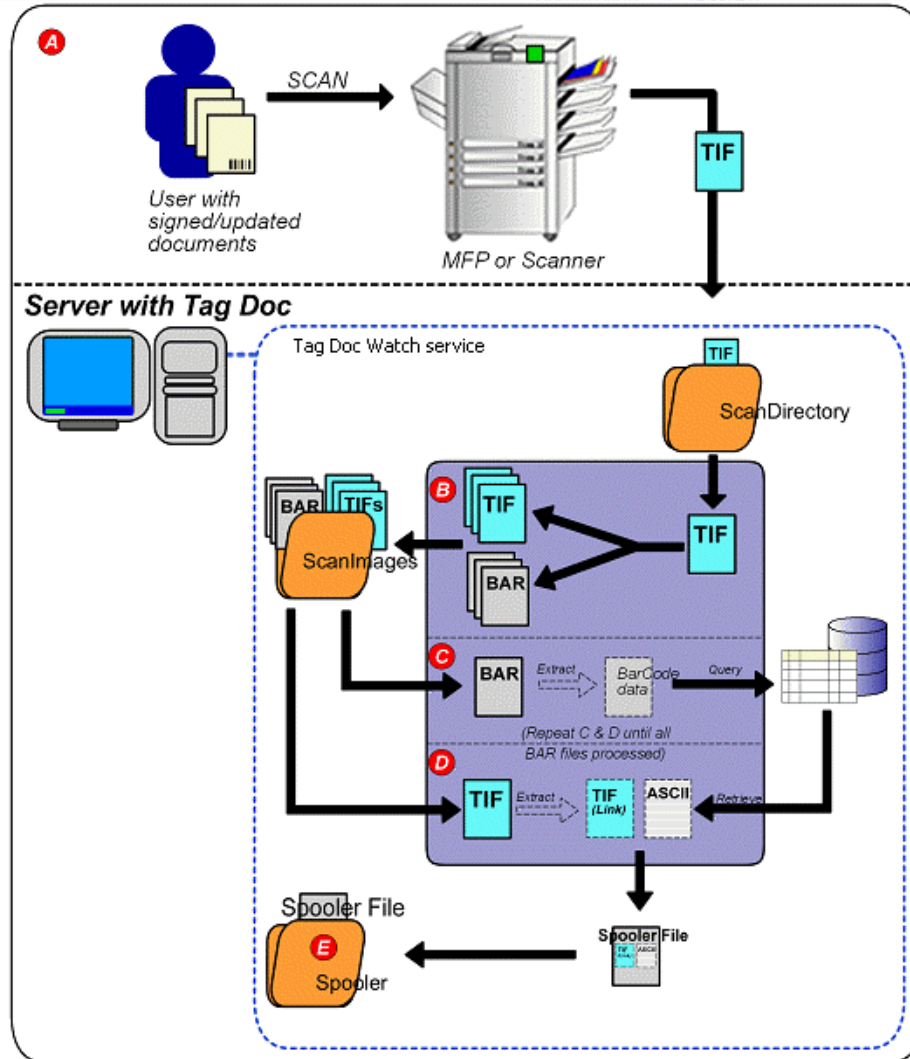 A
SCAN
TIF
User with
signed/updated
documents
MFP or Scanner
Server with Tag Doc
Tag Doc Watch service
TIF
ScanDirectory
B
BAR
TIFs
TIF
TIF
ScanImages
BAR
C
BAR
Extract
BarCode
data
Query
(Repeat C & D until all
BAR files processed)
D
TIF
Extract
TIF
(Link)
ASCII
Retrieve
Spooler File
Spooler File
TIF
ASCII
E
Spooler